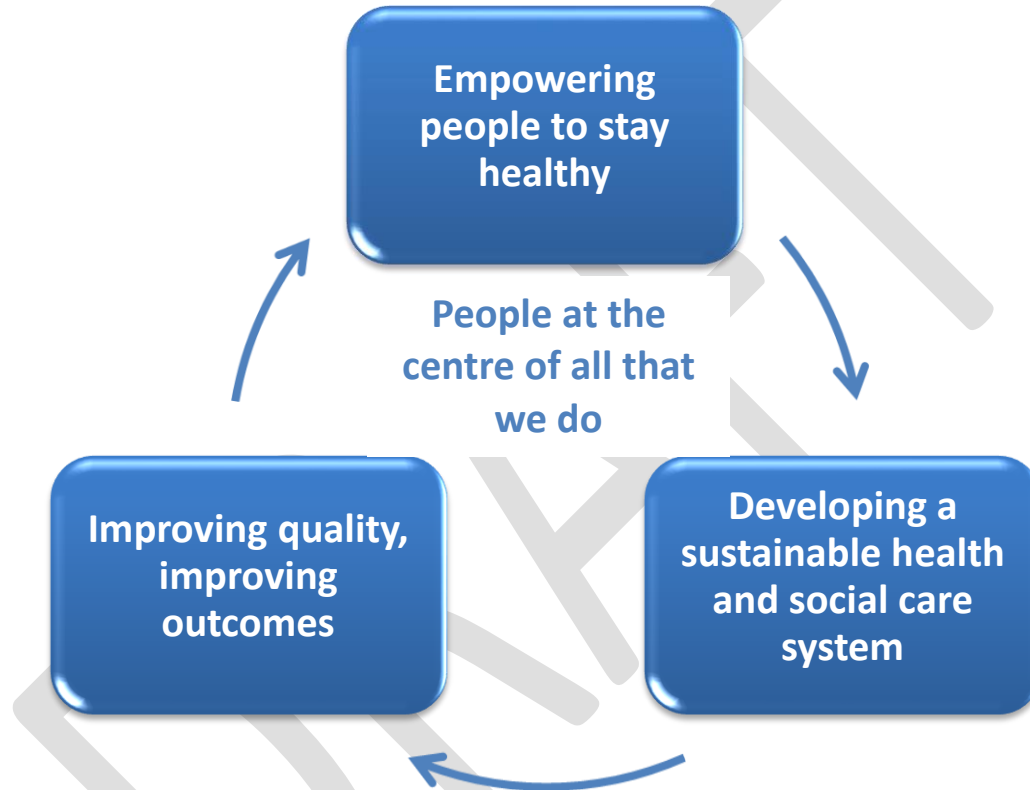 Empowering
people to stay
healthy
People at the
centre of all that
we do
Improving quality,
improving
outcomes
Developing a
sustainable health
and social care
system